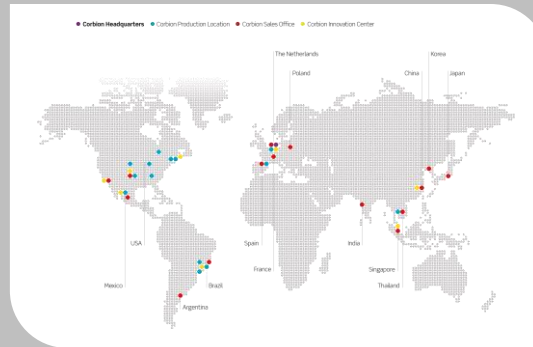 Corbion Headquarters Corbion Production Location Corbion Sales Office Corbion Innovation Center
The Netherlands Korea
Poland China Japan
USA Spain India
France Singapore
Mexico Brazil Thailand
Argentina